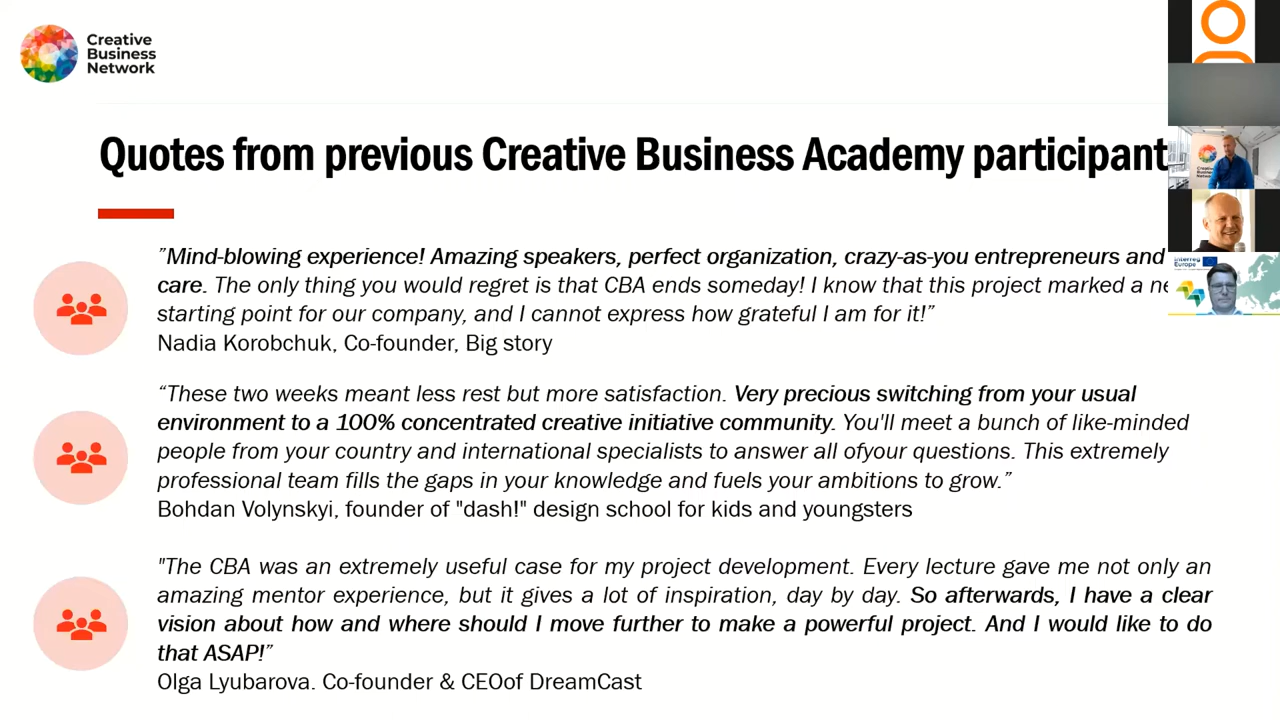 Creative
Business
Network
Quotes from previous Creative Business Academy participant
”Mind-blowing experience! Amazing speakers, perfect organization, crazy-as-you entrepreneurs and
care. The only thing you would regret is that CBA ends someday! I know that this project marked a
starting point for our company, and I cannot express how grateful I am for it!”
Nadia Korobchuk, Co-founder, Big story
“These two weeks meant less rest but more satisfaction. Very precious switching from your usual
environment to a 100% concentrated creative initiative community. You'll meet a bunch of like-minded
people from your country and international specialists to answer all ofyour questions. This extremely
professional team fills the gaps in your knowledge and fuels your ambitions to grow.”
Bohdan Volynskyi, founder of "dash!" design school for kids and youngsters
"The CBA was an extremely useful case for my project development. Every lecture gave me not only an
amazing mentor experience, but it gives a lot of inspiration, day by day. So afterwards, I have a clear
vision about how and where should I move further to make a powerful project. And I would like to do
that ASAP!”
Olga Lyubarova. Co-founder & CEOof DreamCast
Creative
Business
Network
Interreg
Europe